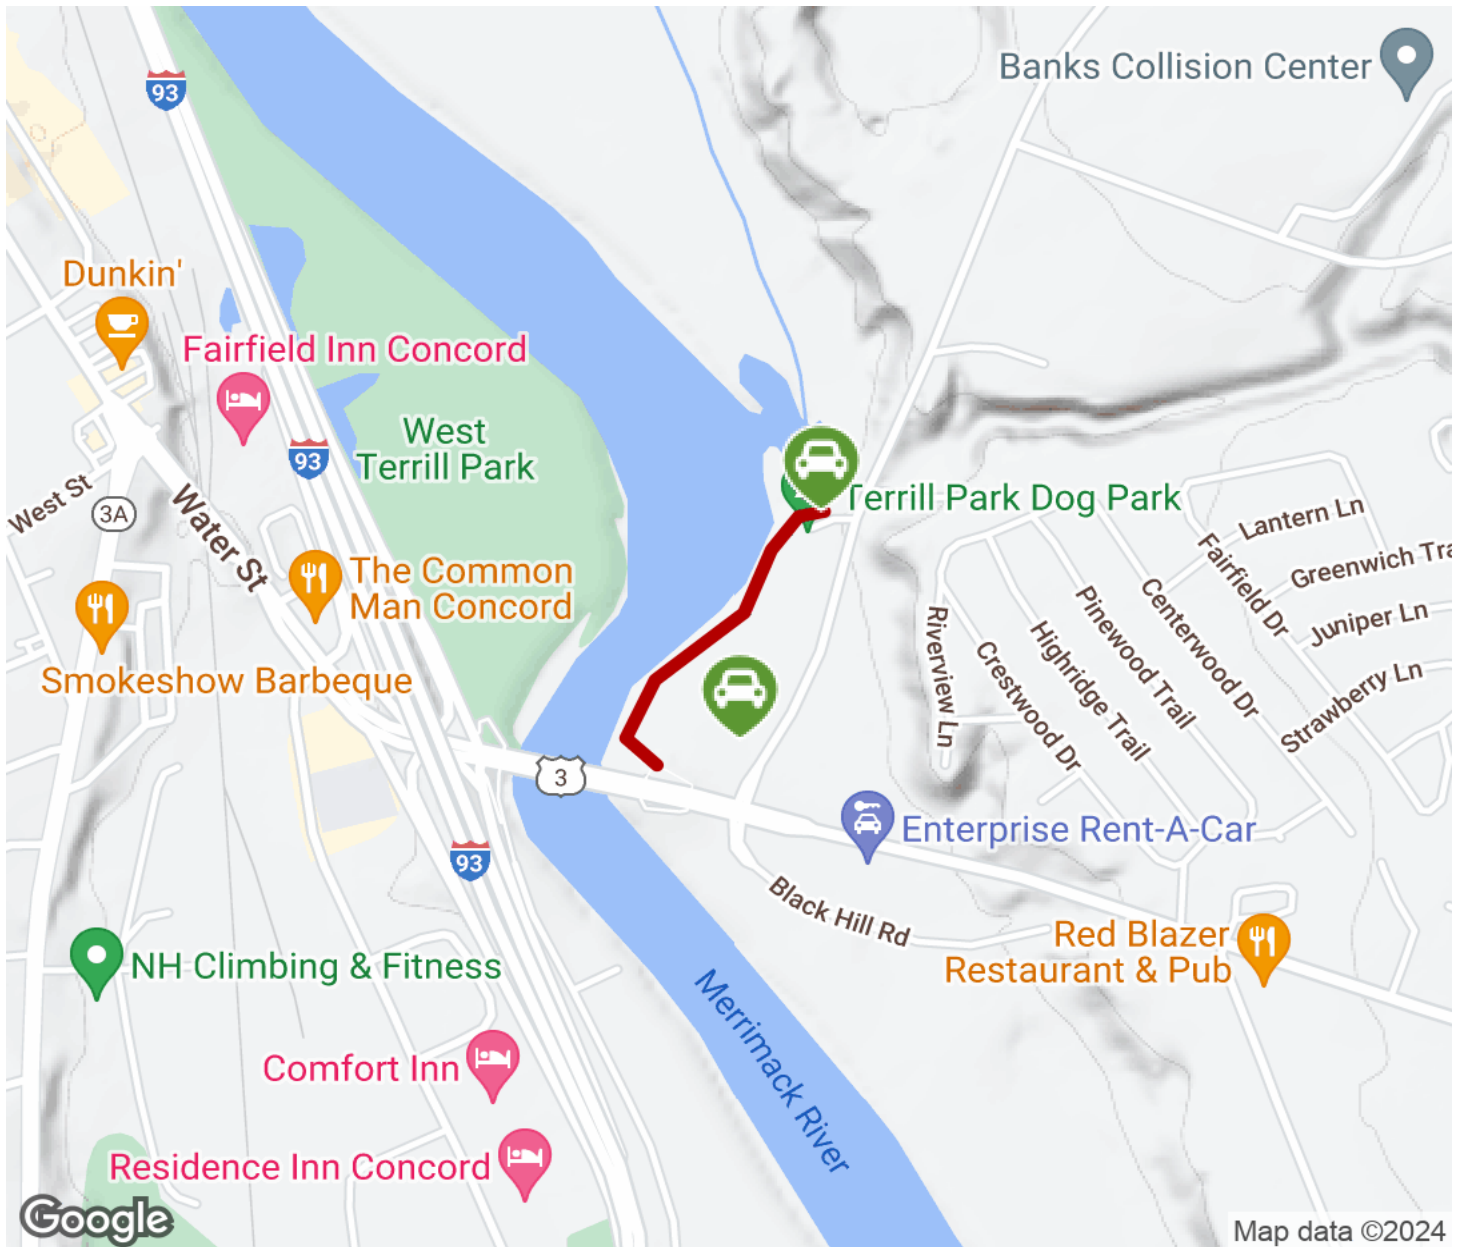 93
Banks Collision Center
Dunkin'
Fairfield Inn Concord
West
Terrill Park
93
Terrill Park Dog Park
West St
3A
Water St
The Common
Man Concord
Smokeshow Barbeque
Lantern Ln
Fairfield Dr
Greenwich Tra
Juniper Ln
Strawberry Ln
Centerwood Dr
Pinewood Trail
Highridge Trail
Crestwood Dr
Riverview Ln
3
Enterprise Rent-A-Car
93
Black Hill Rd
Red Blazer
Restaurant & Pub
NH Climbing & Fitness
Merrimack River
Comfort Inn
Residence Inn Concord
Google
Map data ©2024